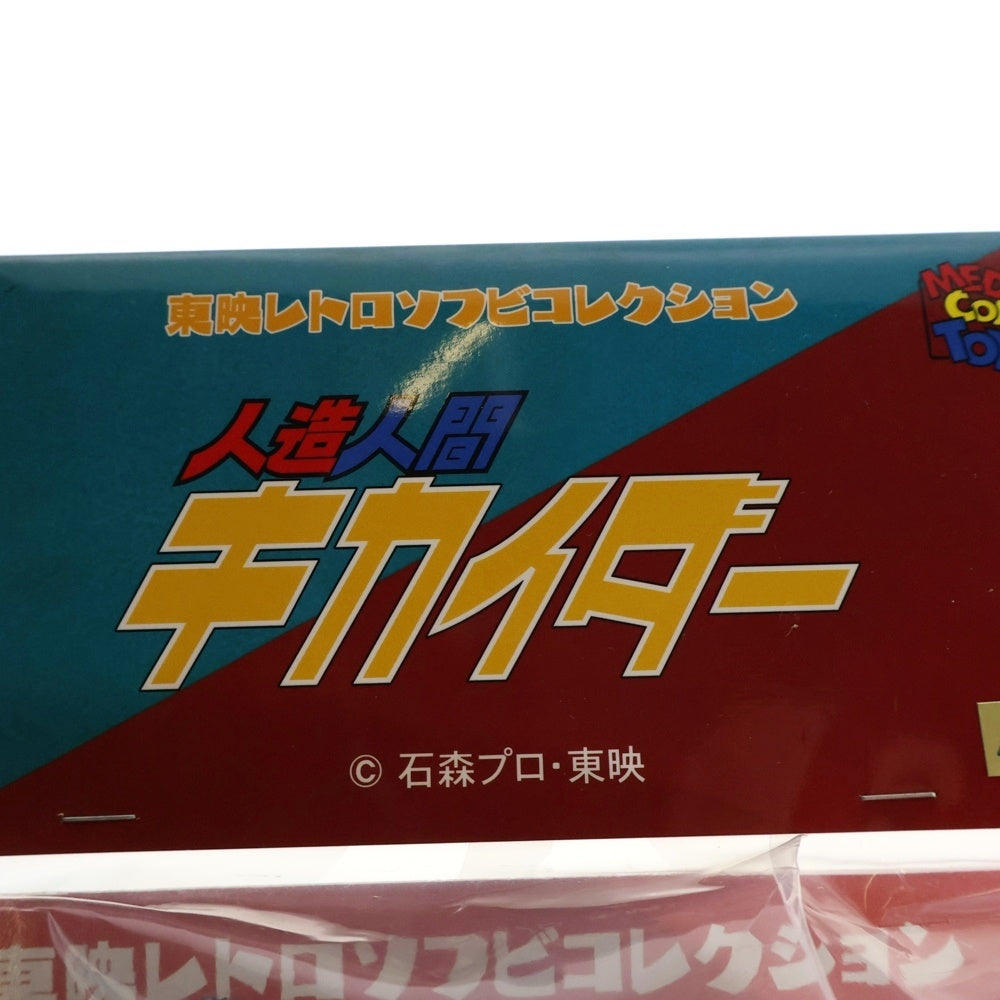 東映レトロソフビコレクション
人造人間
キカイダー
© 石森プロ・東映
東映レトロソフビコレクション